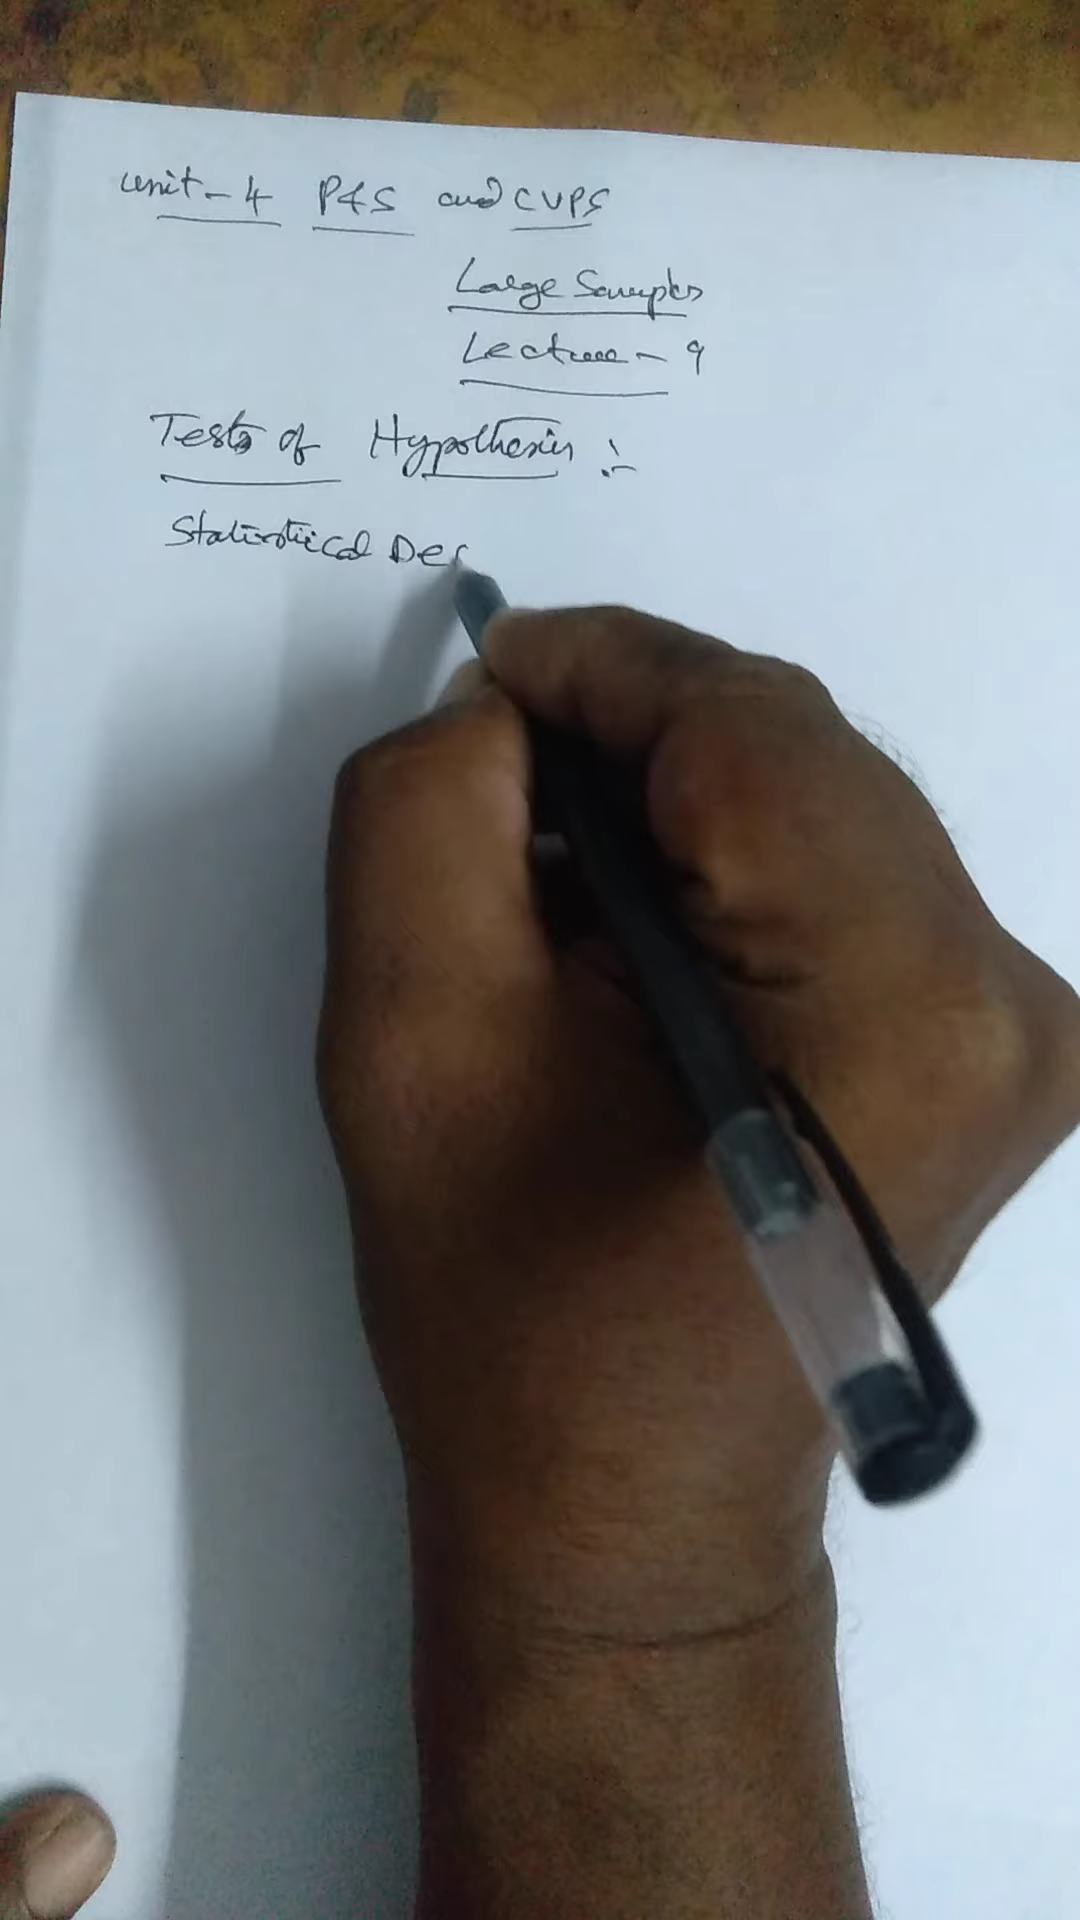 Unit-4 P&S and CVPS
Large Samples
Lecture - 9
Tests of Hypothesis :-
Statistical Dec